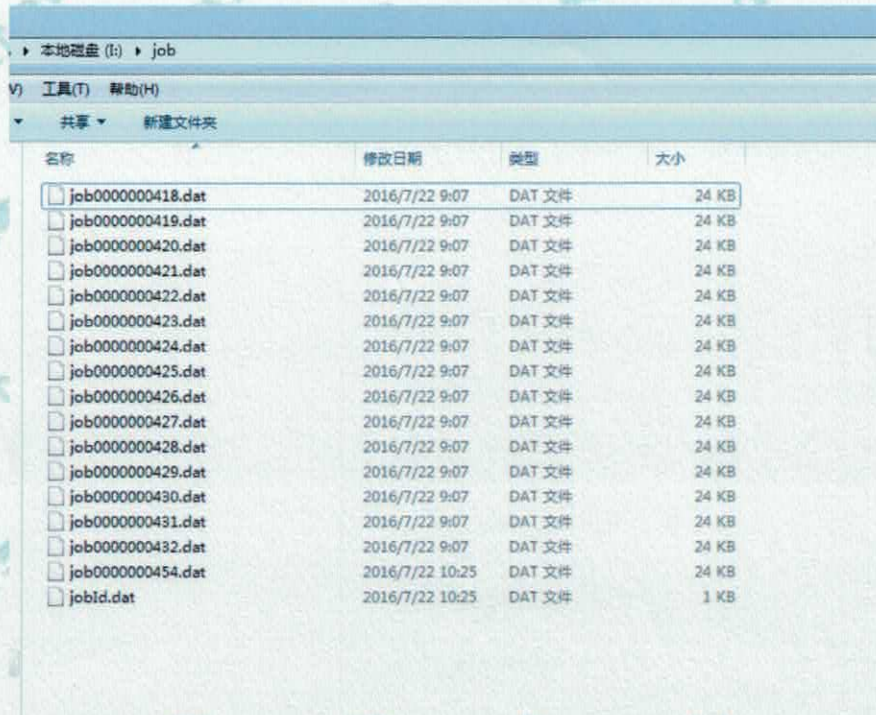 ▸ 本地磁盘 (I:) ▸ job
V) 工具(T) 帮助(H)
共享 ▾ 新建文件夹
名称 修改日期 类型 大小
job0000000418.dat 2016/7/22 9:07 DAT 文件 24 KB
job0000000419.dat 2016/7/22 9:07 DAT 文件 24 KB
job0000000420.dat 2016/7/22 9:07 DAT 文件 24 KB
job0000000421.dat 2016/7/22 9:07 DAT 文件 24 KB
job0000000422.dat 2016/7/22 9:07 DAT 文件 24 KB
job0000000423.dat 2016/7/22 9:07 DAT 文件 24 KB
job0000000424.dat 2016/7/22 9:07 DAT 文件 24 KB
job0000000425.dat 2016/7/22 9:07 DAT 文件 24 KB
job0000000426.dat 2016/7/22 9:07 DAT 文件 24 KB
job0000000427.dat 2016/7/22 9:07 DAT 文件 24 KB
job0000000428.dat 2016/7/22 9:07 DAT 文件 24 KB
job0000000429.dat 2016/7/22 9:07 DAT 文件 24 KB
job0000000430.dat 2016/7/22 9:07 DAT 文件 24 KB
job0000000431.dat 2016/7/22 9:07 DAT 文件 24 KB
job0000000432.dat 2016/7/22 9:07 DAT 文件 24 KB
job0000000454.dat 2016/7/22 10:25 DAT 文件 24 KB
jobId.dat 2016/7/22 10:25 DAT 文件 1 KB